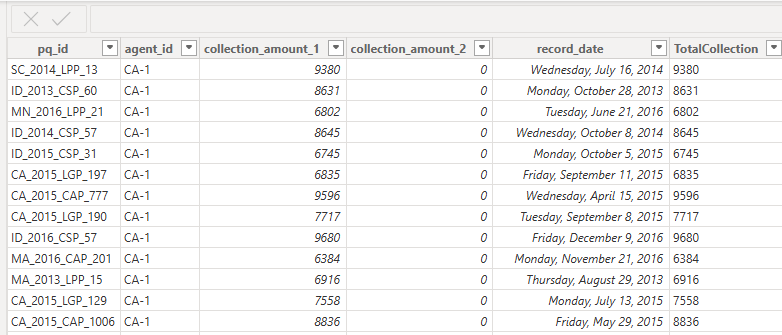 pq_id agent_id collection_amount_1 collection_amount_2 record_date TotalCollection
SC_2014_LPP_13 CA-1 9380 0 Wednesday, July 16, 2014 9380
ID_2013_CSP_60 CA-1 8631 0 Monday, October 28, 2013 8631
MN_2016_LPP_21 CA-1 6802 0 Tuesday, June 21, 2016 6802
ID_2014_CSP_57 CA-1 8645 0 Wednesday, October 8, 2014 8645
ID_2015_CSP_31 CA-1 6745 0 Monday, October 5, 2015 6745
CA_2015_LGP_197 CA-1 6835 0 Friday, September 11, 2015 6835
CA_2015_CAP_777 CA-1 9596 0 Wednesday, April 15, 2015 9596
CA_2015_LGP_190 CA-1 7717 0 Tuesday, September 8, 2015 7717
ID_2016_CSP_57 CA-1 9680 0 Friday, December 9, 2016 9680
MA_2016_CAP_201 CA-1 6384 0 Monday, November 21, 2016 6384
MA_2013_LPP_15 CA-1 6916 0 Thursday, August 29, 2013 6916
CA_2015_LGP_129 CA-1 7558 0 Monday, July 13, 2015 7558
CA_2015_CAP_1006 CA-1 8836 0 Friday, May 29, 2015 8836